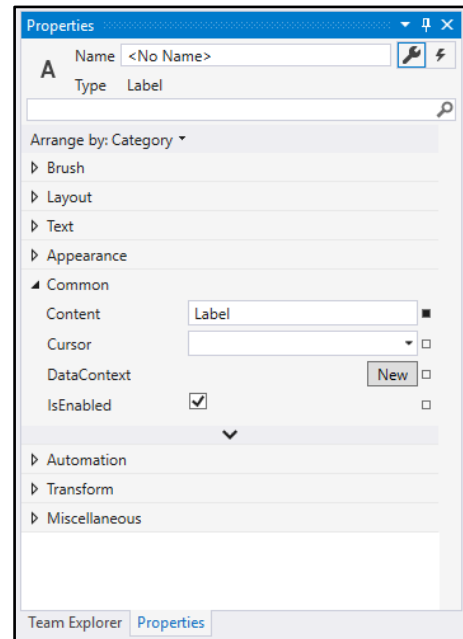 Properties
Name <No Name>
A
Type Label
Arrange by: Category
Brush
Layout
Text
Appearance
Common
Content Label
Cursor
DataContext New
IsEnabled
Automation
Transform
Miscellaneous
Team Explorer Properties